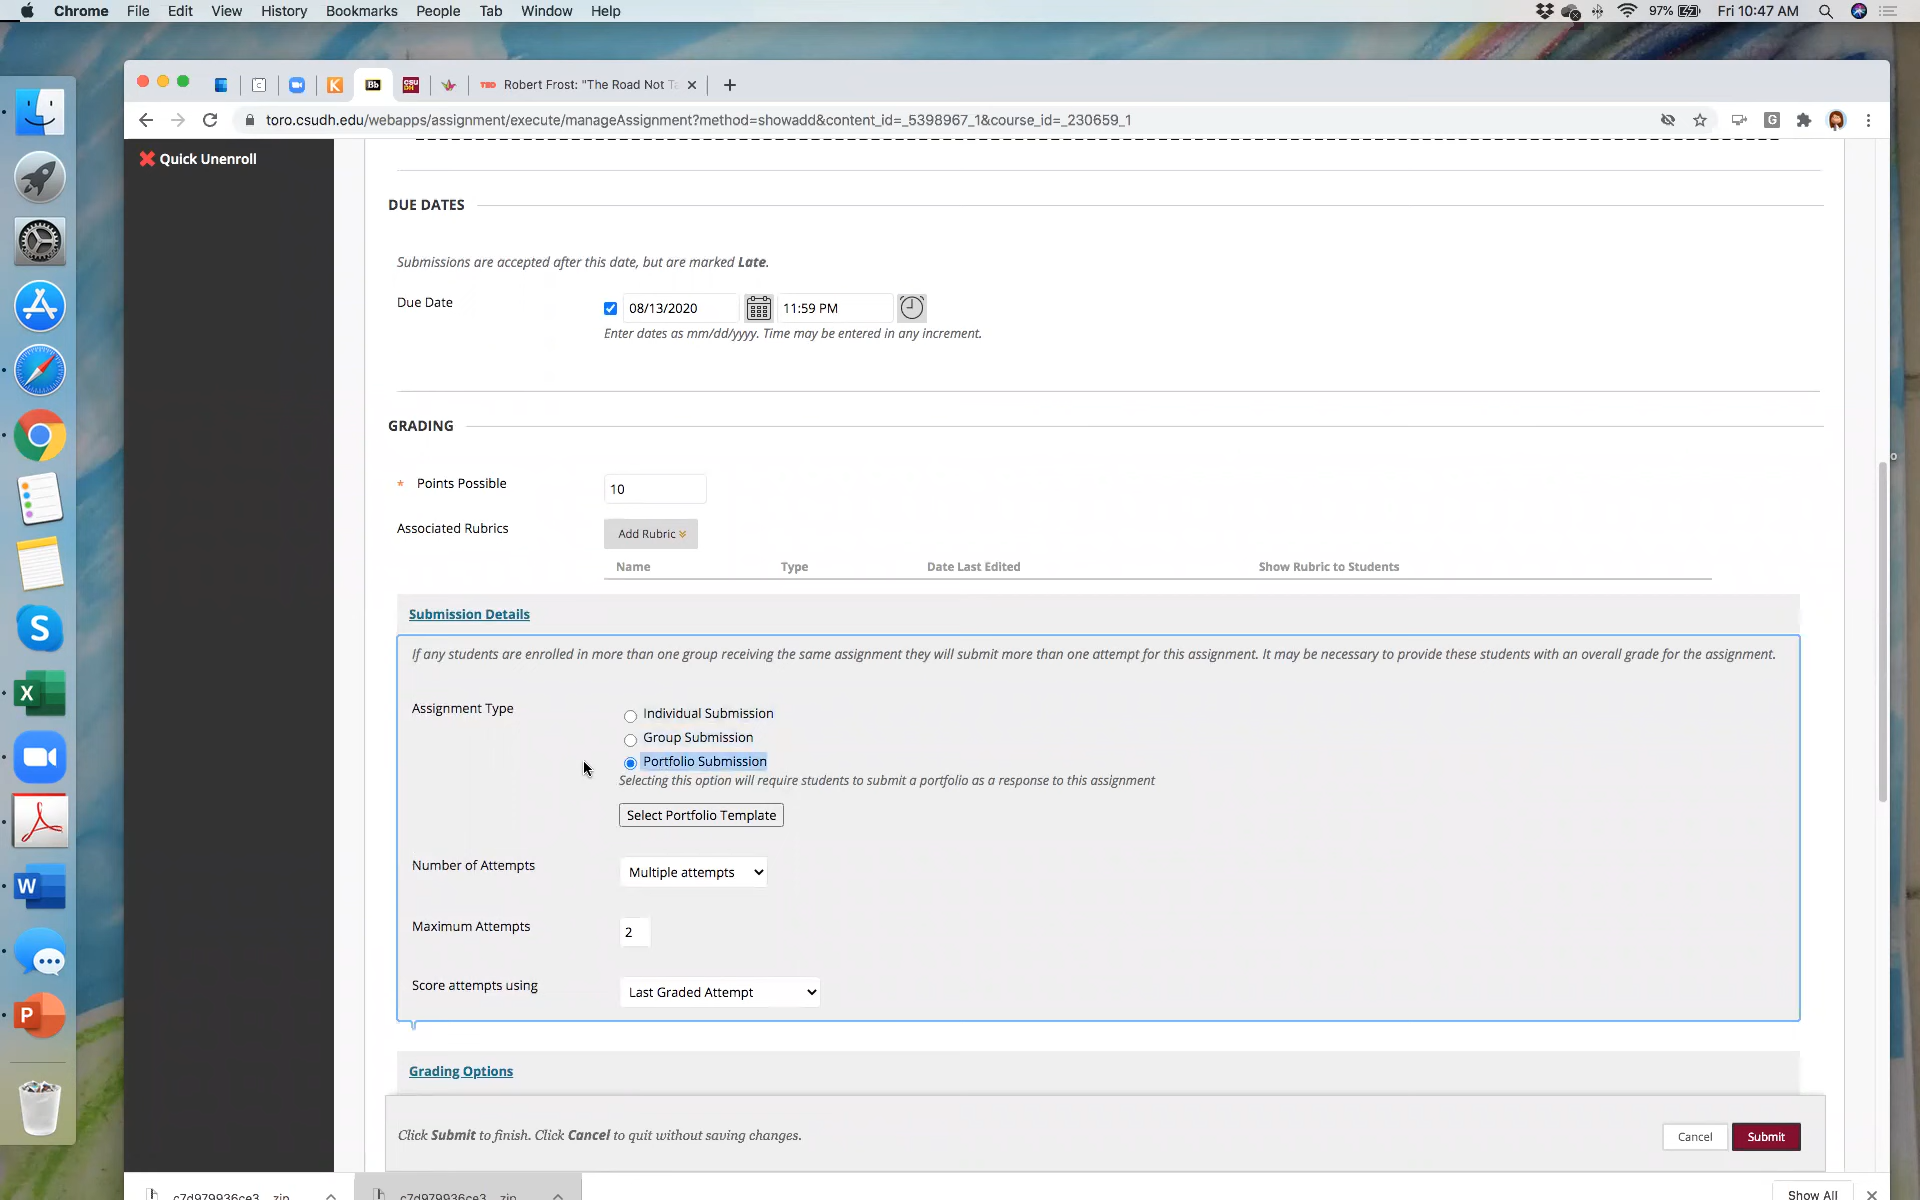 Chrome File Edit View History Bookmarks People Tab Window Help 97% Fri 10:47 AM
Bb CSU DH TED Robert Frost: "The Road Not Ta
toro.csudh.edu/webapps/assignment/execute/manageAssignment?method=showadd&content_id=_5398967_1&course_id=_230659_1
Quick Unenroll
DUE DATES
Submissions are accepted after this date, but are marked Late.
Due Date 08/13/2020 11:59 PM
Enter dates as mm/dd/yyyy. Time may be entered in any increment.
GRADING
* Points Possible 10
Associated Rubrics Add Rubric
Name Type Date Last Edited Show Rubric to Students
Submission Details
If any students are enrolled in more than one group receiving the same assignment they will submit more than one attempt for this assignment. It may be necessary to provide these students with an overall grade for the assignment.
Assignment Type Individual Submission
Group Submission
Portfolio Submission
Selecting this option will require students to submit a portfolio as a response to this assignment
Select Portfolio Template
Number of Attempts Multiple attempts
Maximum Attempts 2
Score attempts using Last Graded Attempt
Grading Options
Click Submit to finish. Click Cancel to quit without saving changes. Cancel Submit
c7d979936ce3....zip c7d979936ce3....zip Show All